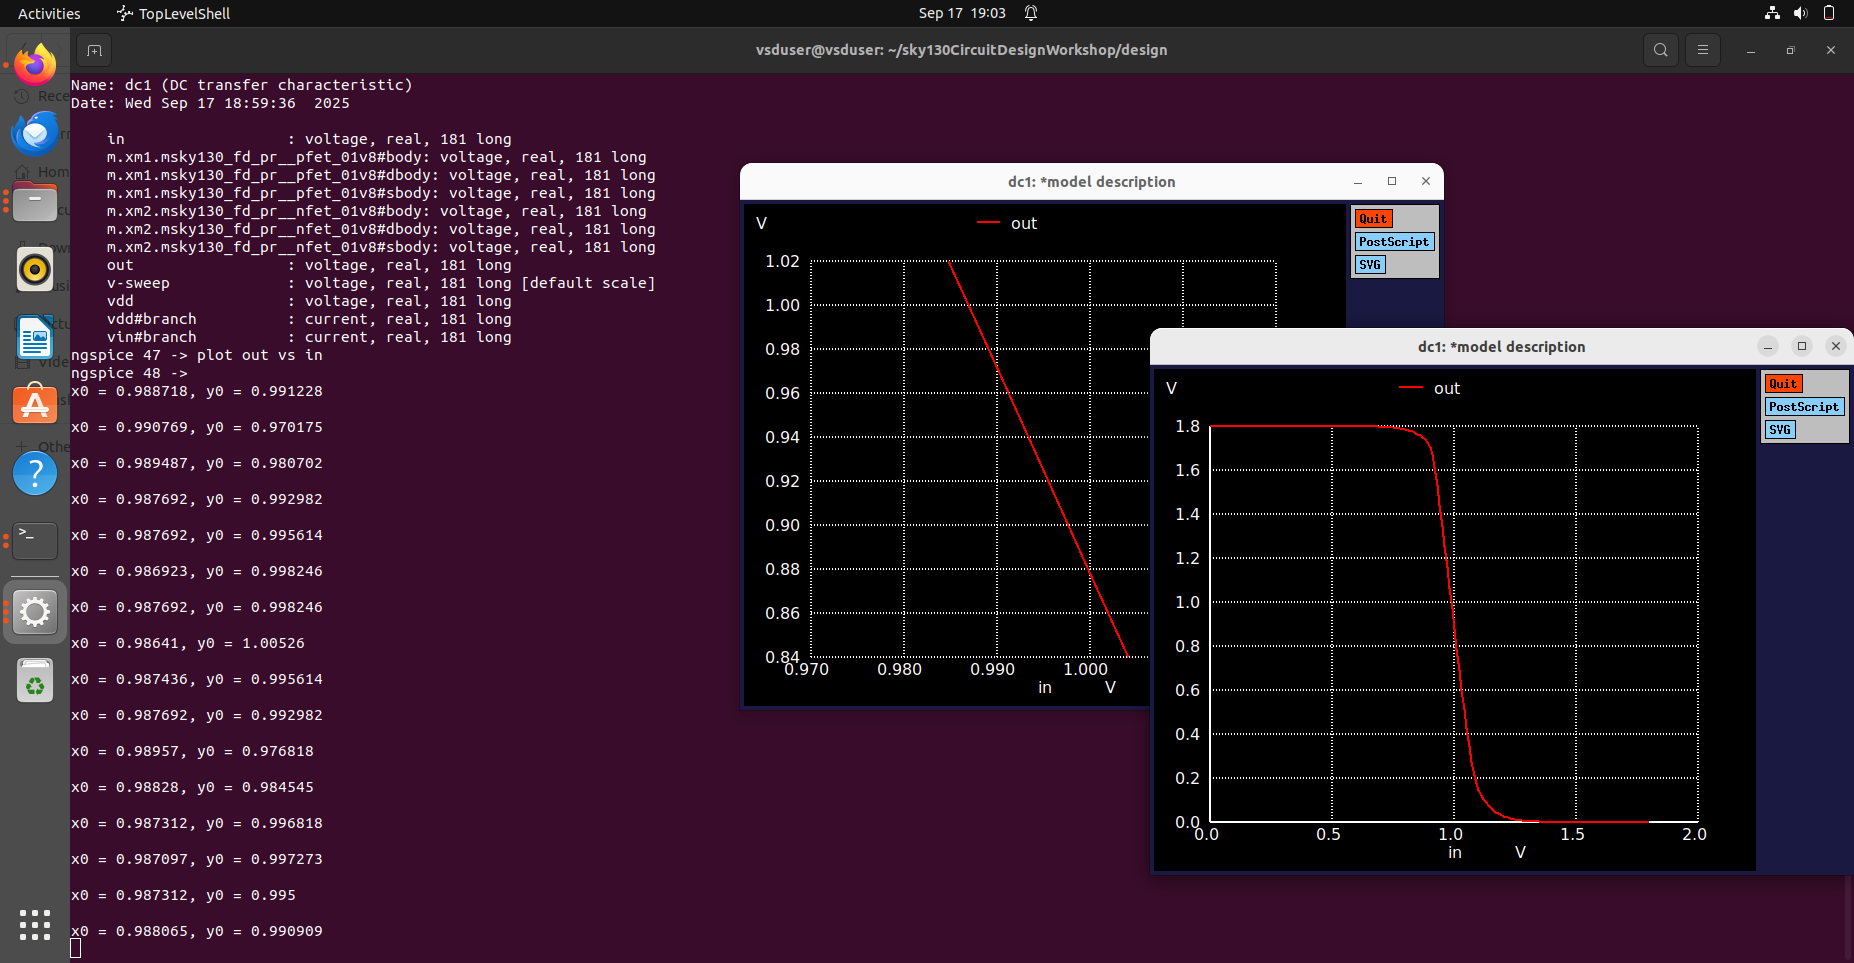 Activities
TopLevelShell
Sep 17 19:03
vsduser@vsduser: ~/sky130CircuitDesignWorkshop/design
Name: dc1 (DC transfer characteristic)
Date: Wed Sep 17 18:59:36  2025
in : voltage, real, 181 long
m.xm1.msky130_fd_pr__pfet_01v8#body: voltage, real, 181 long
m.xm1.msky130_fd_pr__pfet_01v8#dbody: voltage, real, 181 long
m.xm1.msky130_fd_pr__pfet_01v8#sbody: voltage, real, 181 long
m.xm2.msky130_fd_pr__nfet_01v8#body: voltage, real, 181 long
m.xm2.msky130_fd_pr__nfet_01v8#dbody: voltage, real, 181 long
m.xm2.msky130_fd_pr__nfet_01v8#sbody: voltage, real, 181 long
out : voltage, real, 181 long
v-sweep : voltage, real, 181 long [default scale]
vdd : voltage, real, 181 long
vdd#branch : current, real, 181 long
vin#branch : current, real, 181 long
ngspice 47 -> plot out vs in
ngspice 48 ->
x0 = 0.988718, y0 = 0.991228
x0 = 0.990769, y0 = 0.970175
x0 = 0.989487, y0 = 0.980702
x0 = 0.987692, y0 = 0.992982
x0 = 0.987692, y0 = 0.995614
x0 = 0.986923, y0 = 0.998246
x0 = 0.987692, y0 = 0.998246
x0 = 0.98641, y0 = 1.00526
x0 = 0.987436, y0 = 0.995614
x0 = 0.987692, y0 = 0.992982
x0 = 0.98957, y0 = 0.976818
x0 = 0.98828, y0 = 0.984545
x0 = 0.987312, y0 = 0.996818
x0 = 0.987097, y0 = 0.997273
x0 = 0.987312, y0 = 0.995
x0 = 0.988065, y0 = 0.990909
dc1: *model description
V
out
Quit
PostScript
SVG
1.02
1.00
0.98
0.96
0.94
0.92
0.90
0.88
0.86
0.84
0.970 0.980 0.990 1.000
in V
dc1: *model description
V
out
Quit
PostScript
SVG
1.8
1.6
1.4
1.2
1.0
0.8
0.6
0.4
0.2
0.0
0.0 0.5 1.0 1.5 2.0
in V